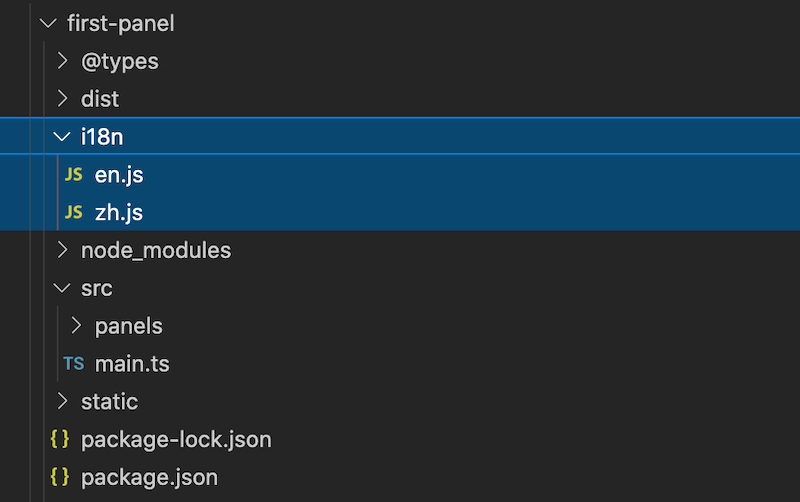 first-panel
@types
dist
i18n
JS en.js
JS zh.js
node_modules
src
panels
TS main.ts
static
{} package-lock.json
{} package.json